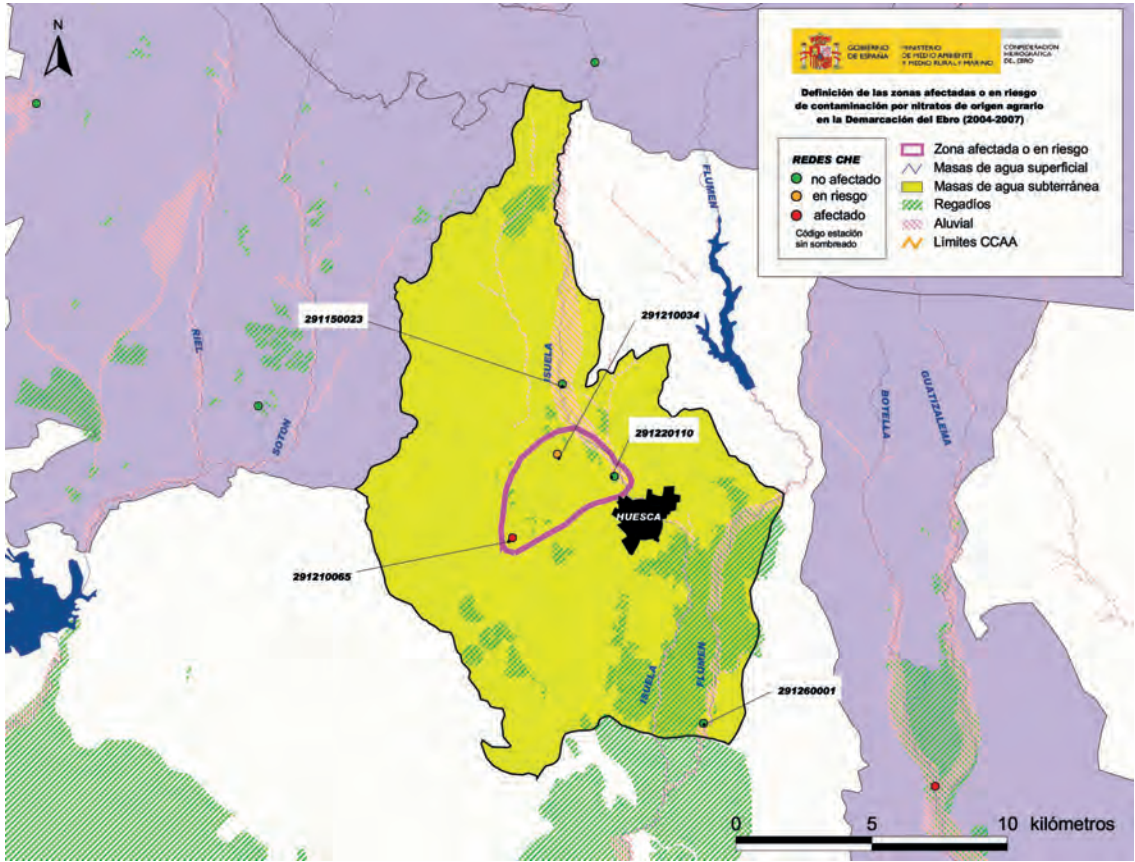 N
GOBIERNO
DE ESPAÑA
MINISTERIO
DE MEDIO AMBIENTE
Y MEDIO RURAL Y MARINO
CONFEDERACIÓN
HIDROGRÁFICA
DEL EBRO
Definición de las zonas afectadas o en riesgo
de contaminación por nitratos de origen agrario
en la Demarcación del Ebro (2004-2007)
REDES CHE
no afectado
en riesgo
afectado
Código estación
sin sombreado
Zona afectada o en riesgo
Masas de agua superficial
Masas de agua subterránea
Regadíos
Aluvial
Limites CCAA
FLUMEN
291150023
291210034
RIEL
ISUELA
SOTON
BOTELLA
GUATIZALEMA
291220110
HUESCA
291210065
ISUELA
FLUMEN
291260001
0 5 10 kilómetros